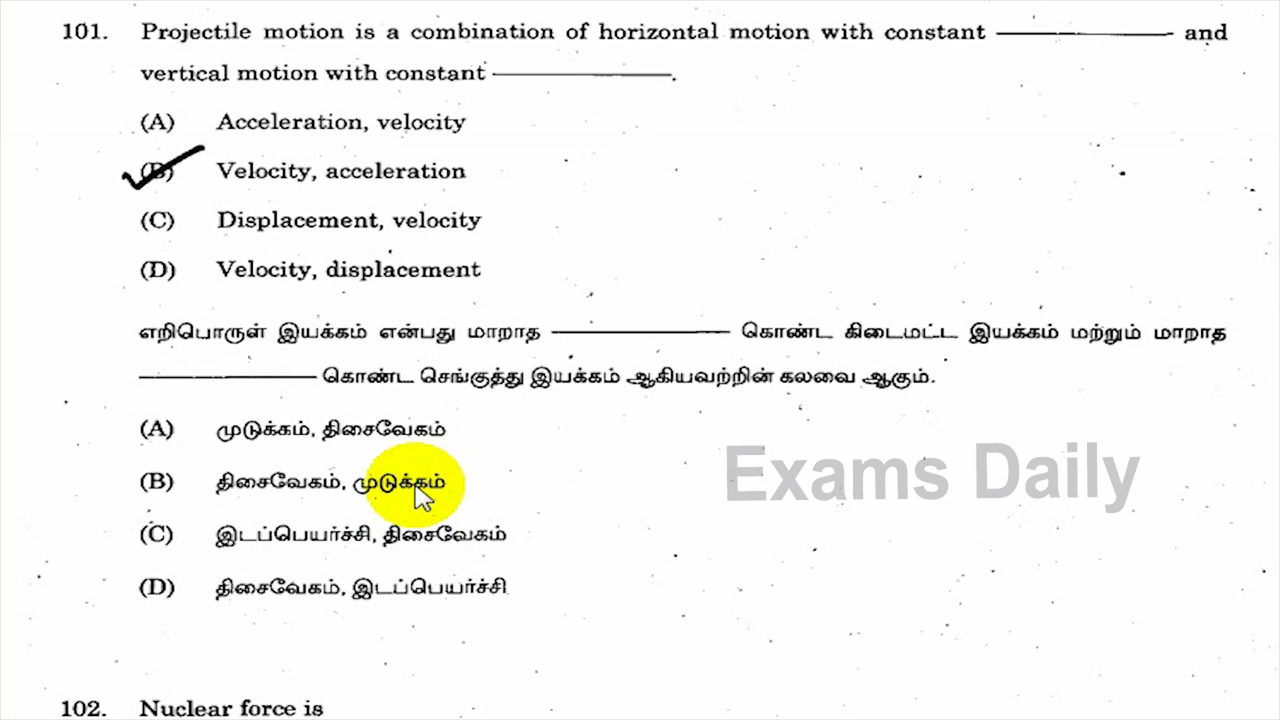 101. Projectile motion is a combination of horizontal motion with constant ―――――― and
vertical motion with constant ――――――.
(A) Acceleration, velocity
(B) Velocity, acceleration
(C) Displacement, velocity
(D) Velocity, displacement
எறிபொருள் இயக்கம் என்பது மாறாத ―――――― கொண்ட கிடைமட்ட இயக்கம் மற்றும் மாறாத
―――――― கொண்ட செங்குத்து இயக்கம் ஆகியவற்றின் கலவை ஆகும்.
(A) முடுக்கம், திசைவேகம்
(B) திசைவேகம், முடுக்கம்
Exams Daily
(C) இடப்பெயர்ச்சி, திசைவேகம்
(D) திசைவேகம், இடப்பெயர்ச்சி
102. Nuclear force is